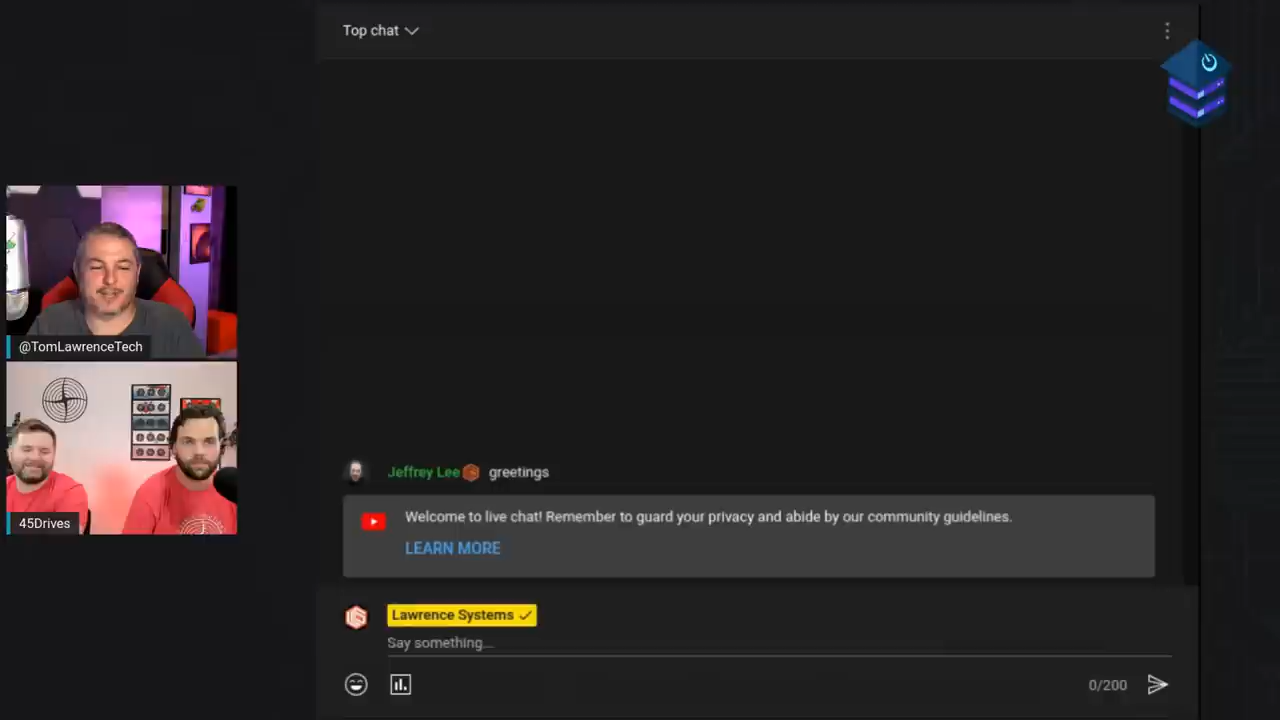 Top chat
@TomLawrenceTech
45Drives
Jeffrey Lee greetings
Welcome to live chat! Remember to guard your privacy and abide by our community guidelines.
LEARN MORE
Lawrence Systems
Say something...
0/200